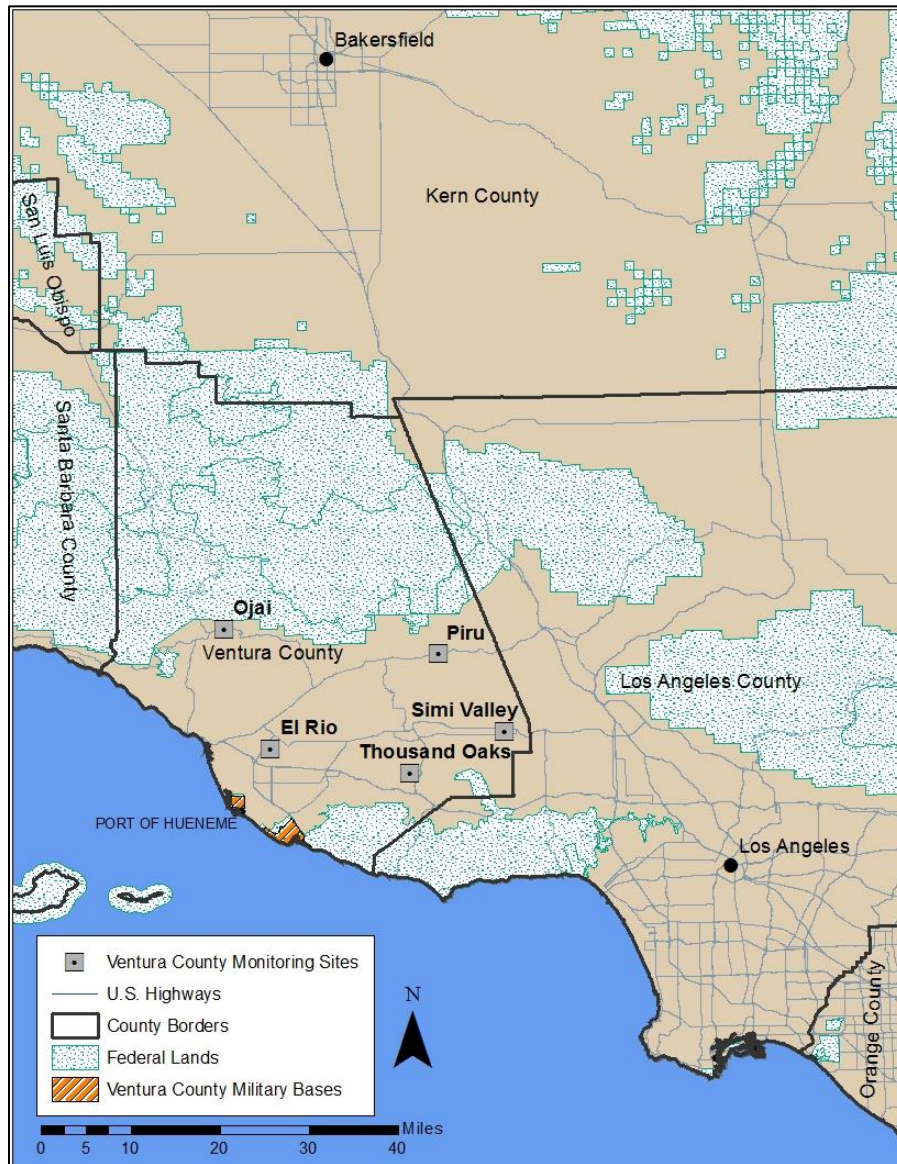 Bakersfield
Kern County
San Luis Obispo
Santa Barbara County
Ojai
Ventura County
Piru
Los Angeles County
Simi Valley
El Rio
Thousand Oaks
PORT OF HUENEME
Los Angeles
Orange County
Ventura County Monitoring Sites
U.S. Highways
County Borders
Federal Lands
Ventura County Military Bases
N
Miles
0 5 10 20 30 40